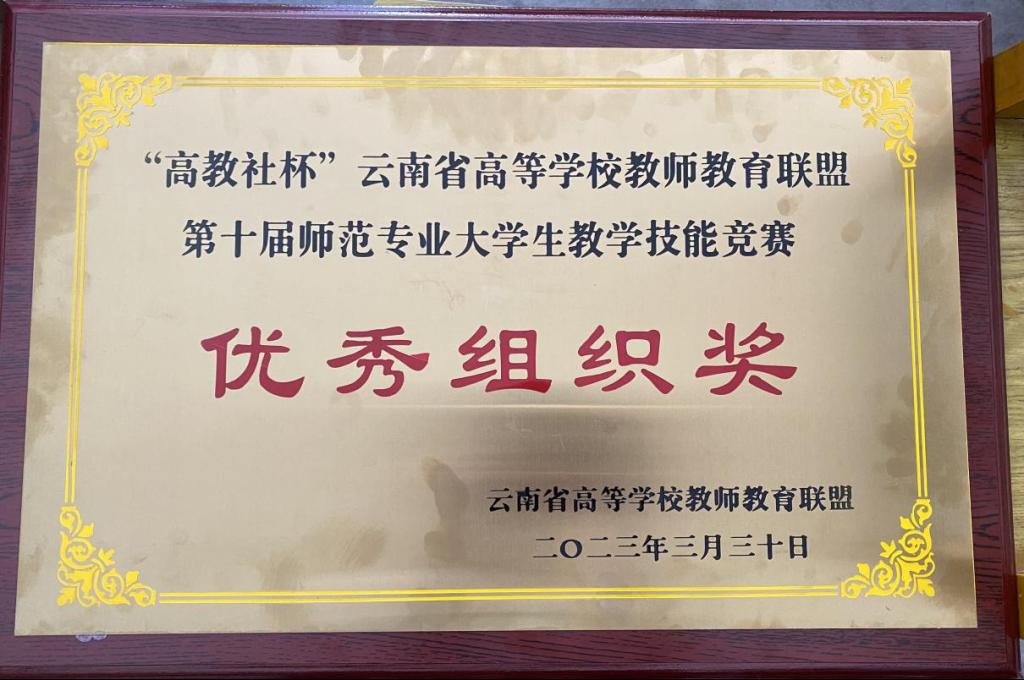 “高教社杯”云南省高等学校教师教育联盟
第十届师范专业大学生教学技能竞赛
优秀组织奖
云南省高等学校教师教育联盟
二〇二三年三月三十日